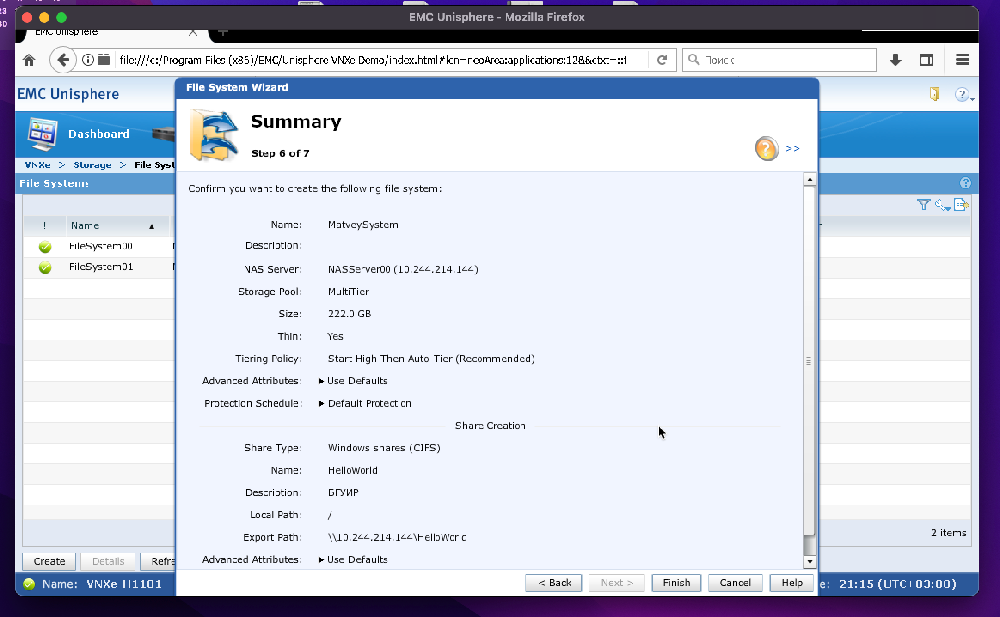 23
30
EMC Unisphere - Mozilla Firefox
EMC Unisphere
file:///c:/Program Files (x86)/EMC/Unisphere VNXe Demo/index.html#lcn=neoArea:applications:12&&ctxt=::f
Поиск
EMC Unisphere
File System Wizard
Dashboard
Summary
Step 6 of 7
>>
VNXe > Storage > File Syst
File Systems
Confirm you want to create the following file system:
! Name
Name: MatveySystem
FileSystem00
Description:
FileSystem01
NAS Server: NASServer00 (10.244.214.144)
Storage Pool: MultiTier
Size: 222.0 GB
Thin: Yes
Tiering Policy: Start High Then Auto-Tier (Recommended)
Advanced Attributes: Use Defaults
Protection Schedule: Default Protection
Share Creation
Share Type: Windows shares (CIFS)
Name: HelloWorld
Description: БГУИР
Local Path: /
Export Path: \\10.244.214.144\HelloWorld
2 items
Advanced Attributes: Use Defaults
Create Details Refre
< Back Next > Finish Cancel Help
Name: VNXe-H1181
e: 21:15 (UTC+03:00)